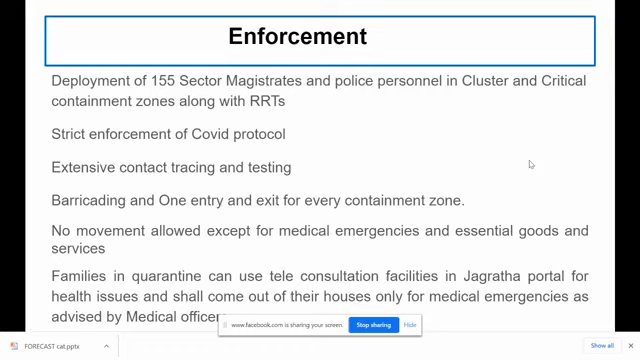 Enforcement
Deployment of 155 Sector Magistrates and police personnel in Cluster and Critical
containment zones along with RRTs
Strict enforcement of Covid protocol
Extensive contact tracing and testing
Barricading and One entry and exit for every containment zone.
No movement allowed except for medical emergencies and essential goods and
services
Families in quarantine can use tele consultation facilities in Jagratha portal for
health issues and shall come out of their houses only for medical emergencies as
advised by Medical officer
www.facebook.com is sharing your screen.
Stop sharing
Hide
FORECAST cat.pptx
Show all